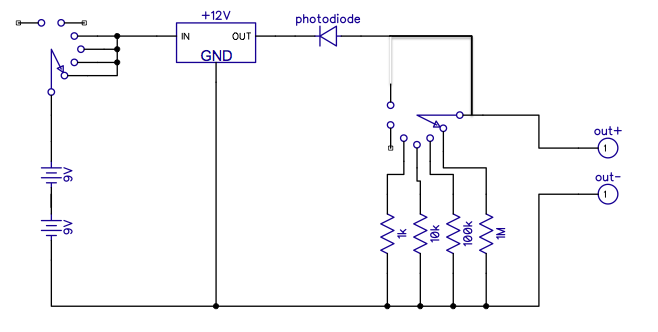 +12V
photodiode
IN
OUT
GND
out+
1
out-
1
9V
9V
1k
10k
100k
1M